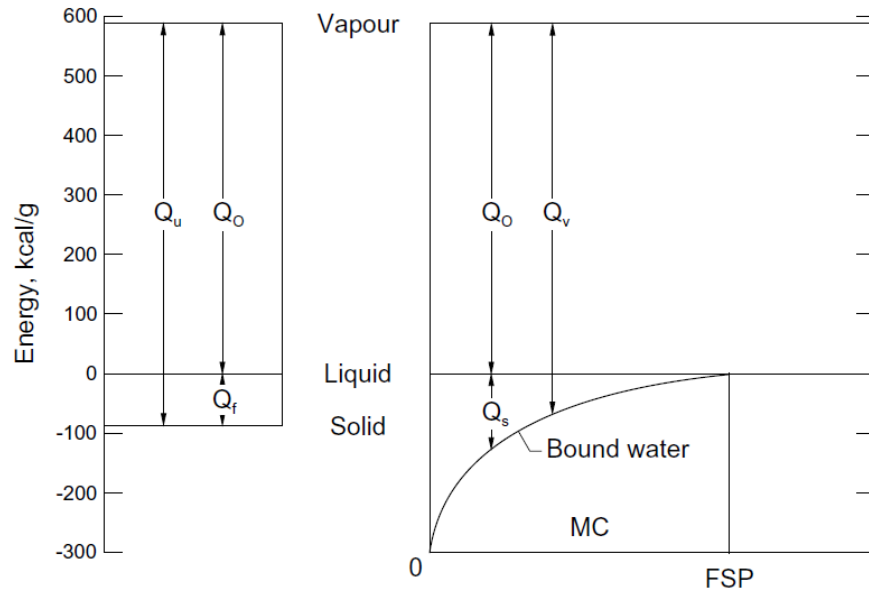 600
500
400
300
200
100
0
-100
-200
-300
Energy, kcal/g
Vapour
Liquid
Solid
Qu
QO
Qf
QO
Qv
Qs
Bound water
MC
0
FSP